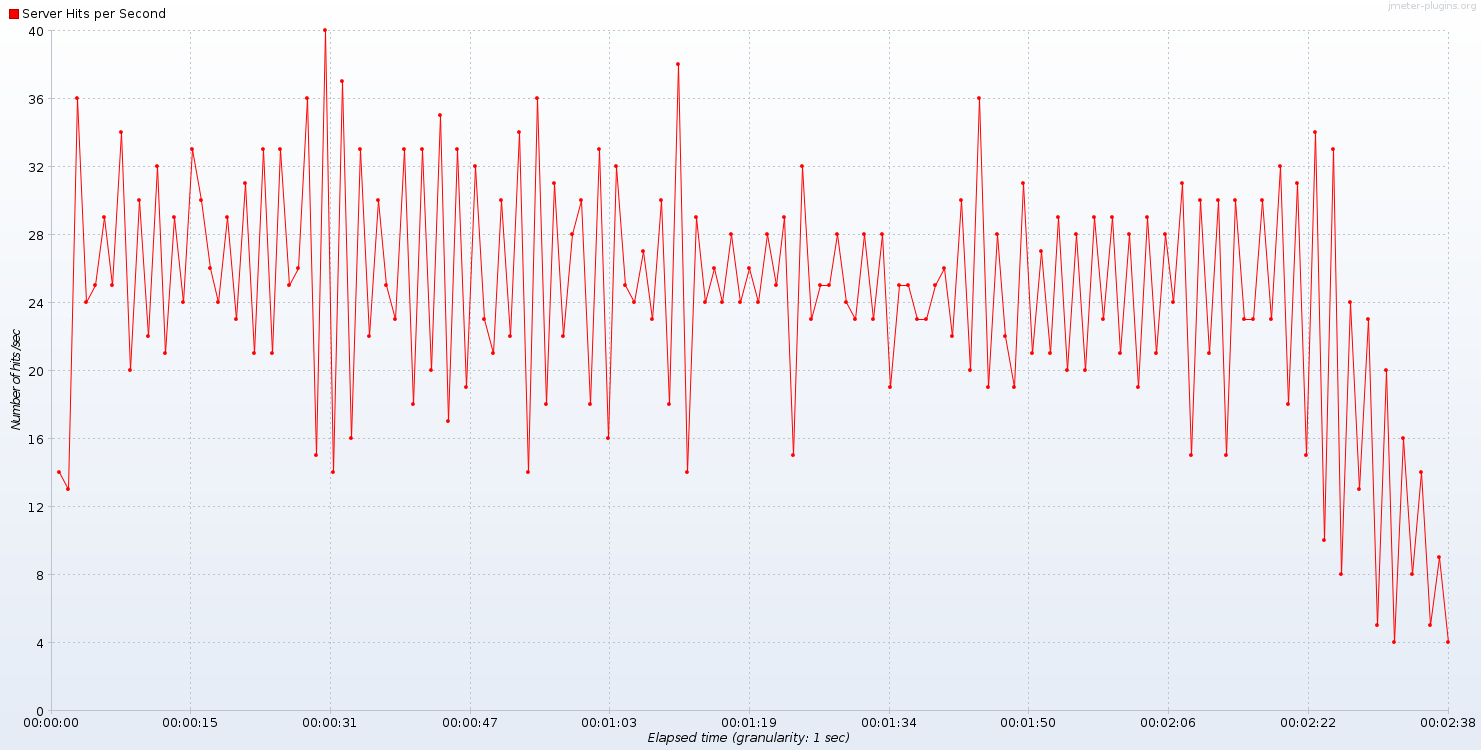 jmeter-plugins.org
Server Hits per Second
40
36
32
28
24
20
16
12
8
4
0
Number of hits /sec
00:00:00 00:00:15 00:00:31 00:00:47 00:01:03 00:01:19 00:01:34 00:01:50 00:02:06 00:02:22 00:02:38
Elapsed time (granularity: 1 sec)